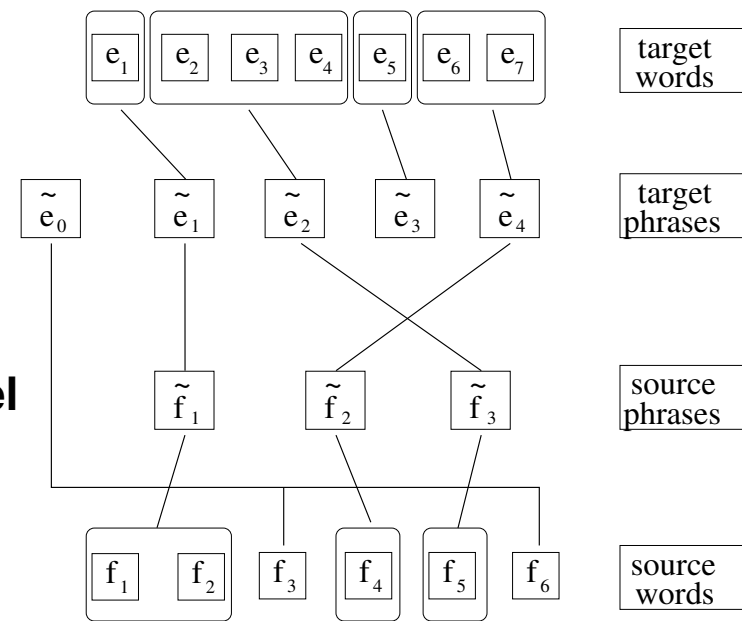 e₁ e₂ e₃ e₄ e₅ e₆ e₇ target words
ẽ₀ ẽ₁ ẽ₂ ẽ₃ ẽ₄ target phrases
el
f̃₁ f̃₂ f̃₃ source phrases
f₁ f₂ f₃ f₄ f₅ f₆ source words